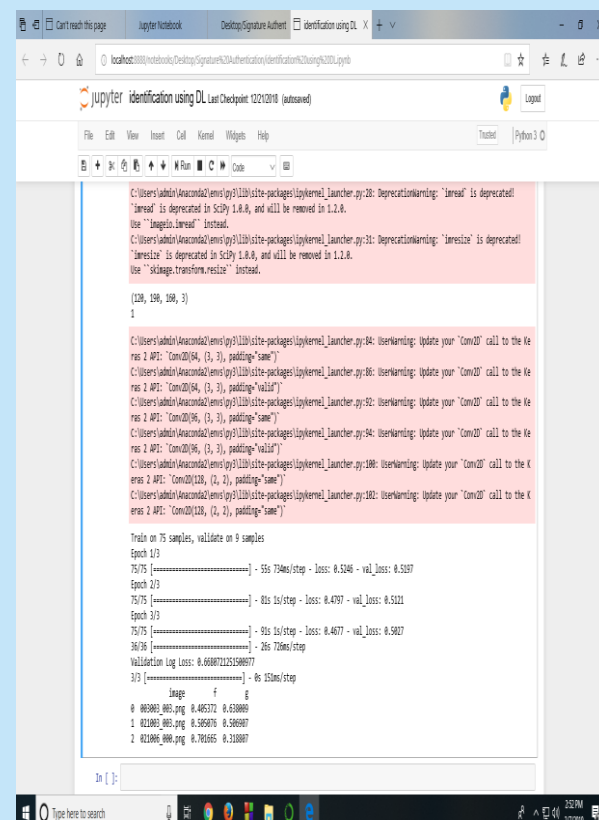 Can't reach this page
Jupyter Notebook
Desktop/Signature Authent
identification using DL
localhost:8888/notebooks/Desktop/Signature%20Authentication/identification%20using%20DL.ipynb
jupyter identification using DL Last Checkpoint: 12/21/2018 (autosaved)
Logout
File Edit View Insert Cell Kernel Widgets Help
Trusted Python 3 O
Run C Code
C:\Users\admin\Anaconda2\envs\py3\lib\site-packages\ipykernel_launcher.py:28: DeprecationWarning: `imread` is deprecated!
`imread` is deprecated in SciPy 1.0.0, and will be removed in 1.2.0.
Use ``imageio.imread`` instead.
C:\Users\admin\Anaconda2\envs\py3\lib\site-packages\ipykernel_launcher.py:31: DeprecationWarning: `imresize` is deprecated!
`imresize` is deprecated in SciPy 1.0.0, and will be removed in 1.2.0.
Use ``skimage.transform.resize`` instead.
(120, 190, 160, 3)
1
C:\Users\admin\Anaconda2\envs\py3\lib\site-packages\ipykernel_launcher.py:84: UserWarning: Update your `Conv2D` call to the Ke
ras 2 API: `Conv2D(64, (3, 3), padding="same")`
C:\Users\admin\Anaconda2\envs\py3\lib\site-packages\ipykernel_launcher.py:86: UserWarning: Update your `Conv2D` call to the Ke
ras 2 API: `Conv2D(64, (3, 3), padding="valid")`
C:\Users\admin\Anaconda2\envs\py3\lib\site-packages\ipykernel_launcher.py:92: UserWarning: Update your `Conv2D` call to the Ke
ras 2 API: `Conv2D(96, (3, 3), padding="same")`
C:\Users\admin\Anaconda2\envs\py3\lib\site-packages\ipykernel_launcher.py:94: UserWarning: Update your `Conv2D` call to the Ke
ras 2 API: `Conv2D(96, (3, 3), padding="valid")`
C:\Users\admin\Anaconda2\envs\py3\lib\site-packages\ipykernel_launcher.py:100: UserWarning: Update your `Conv2D` call to the K
eras 2 API: `Conv2D(128, (2, 2), padding="same")`
C:\Users\admin\Anaconda2\envs\py3\lib\site-packages\ipykernel_launcher.py:102: UserWarning: Update your `Conv2D` call to the K
eras 2 API: `Conv2D(128, (2, 2), padding="same")`
Train on 75 samples, validate on 9 samples
Epoch 1/3
75/75 [==============================] - 55s 734ms/step - loss: 0.5246 - val_loss: 0.5197
Epoch 2/3
75/75 [==============================] - 81s 1s/step - loss: 0.4797 - val_loss: 0.5121
Epoch 3/3
75/75 [==============================] - 91s 1s/step - loss: 0.4677 - val_loss: 0.5027
36/36 [==============================] - 26s 726ms/step
Validation Log Loss: 0.6680721251500977
3/3 [==============================] - 0s 151ms/step
image f g
0 003003_003.png 0.405372 0.638009
1 021003_003.png 0.505076 0.506987
2 021006_000.png 0.701665 0.318807
In [ ]:
Type here to search
2:52 PM